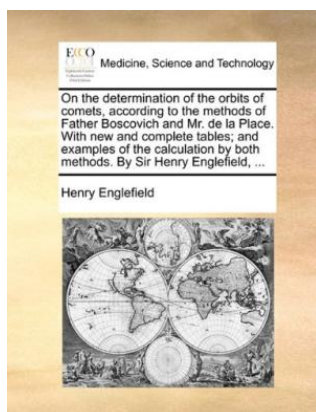 ECCO
Medicine, Science and Technology
On the determination of the orbits of
comets, according to the methods of
Father Boscovich and Mr. de la Place.
With new and complete tables; and
examples of the calculation by both
methods. By Sir Henry Englefield, ...
Henry Englefield